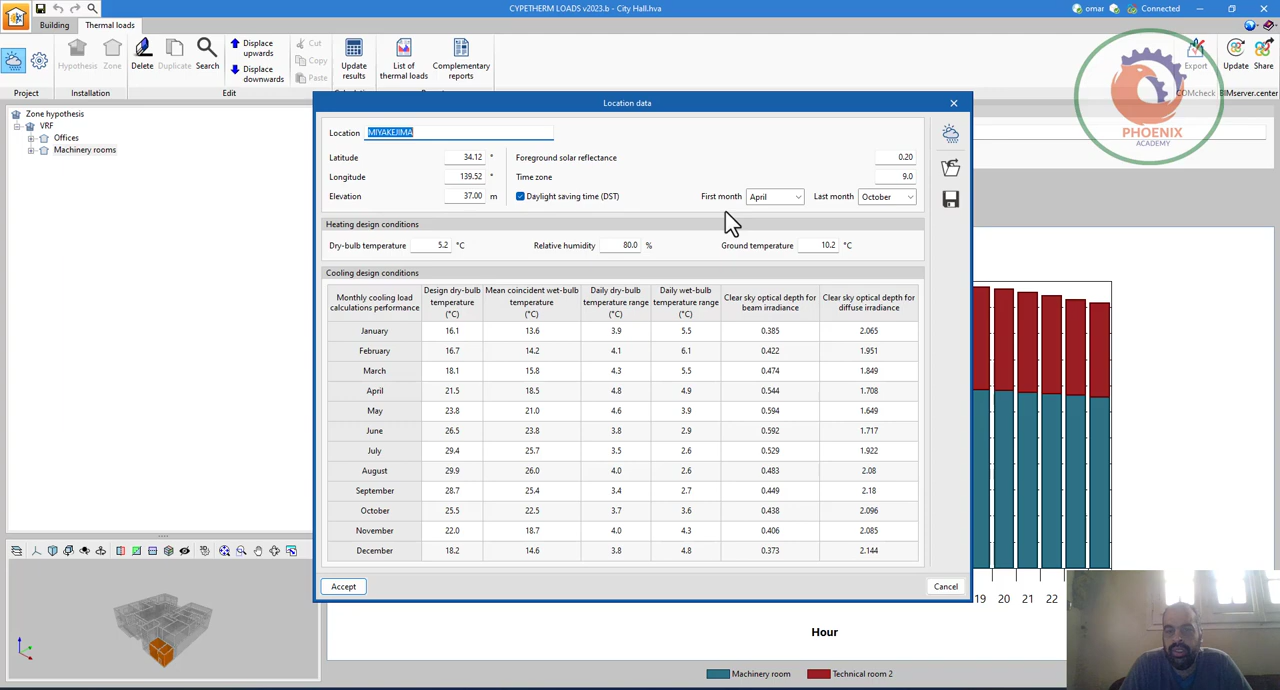 CYPETHERM LOADS v2023.b - City Hall.hva
omar
Connected
Building
Thermal loads
Hypothesis
Zone
Delete
Duplicate
Search
Displace upwards
Displace downwards
Cut
Copy
Paste
Update results
List of thermal loads
Complementary reports
Export
Update
Share
Project
Installation
Edit
COMcheck
BIMserver.center
PHOENIX
ACADEMY
Zone hypothesis
VRF
Offices
Machinery rooms
Location data
Location MIYAKEJIMA
Latitude 34.12 ° Foreground solar reflectance 0.20
Longitude 139.52 ° Time zone 9.0
Elevation 37.00 m Daylight saving time (DST) First month April Last month October
Heating design conditions
Dry-bulb temperature 5.2 °C Relative humidity 80.0 % Ground temperature 10.2 °C
Cooling design conditions
Monthly cooling load calculations performance Design dry-bulb temperature (°C) Mean coincident wet-bulb temperature (°C) Daily dry-bulb temperature range (°C) Daily wet-bulb temperature range (°C) Clear sky optical depth for beam irradiance Clear sky optical depth for diffuse irradiance
January 16.1 13.6 3.9 5.5 0.385 2.065
February 16.7 14.2 4.1 6.1 0.422 1.951
March 18.1 15.8 4.3 5.5 0.474 1.849
April 21.5 18.5 4.8 4.9 0.544 1.708
May 23.8 21.0 4.6 3.9 0.594 1.649
June 26.5 23.8 3.8 2.9 0.592 1.717
July 29.4 25.7 3.5 2.6 0.529 1.922
August 29.9 26.0 4.0 2.6 0.483 2.08
September 28.7 25.4 3.4 2.7 0.449 2.18
October 25.5 22.5 3.7 3.6 0.438 2.096
November 22.0 18.7 4.0 4.3 0.406 2.085
December 18.2 14.6 3.8 4.8 0.373 2.144
Accept
Cancel
19 20 21 22
Hour
Machinery room
Technical room 2